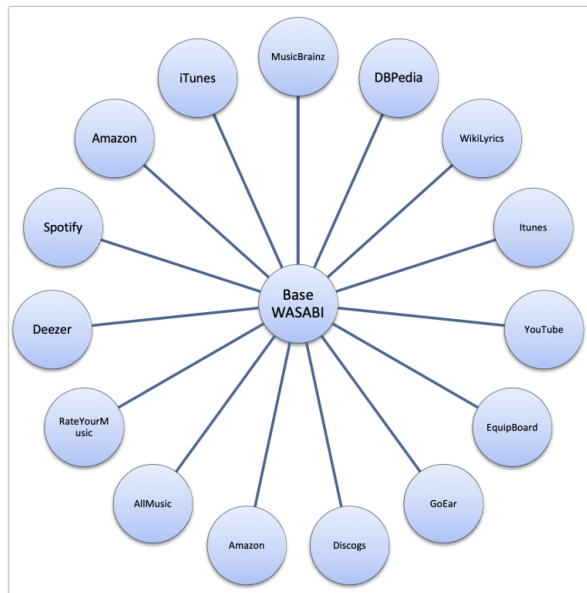 MusicBrainz
DBPedia
WikiLyrics
Itunes
YouTube
EquipBoard
GoEar
Discogs
Amazon
AllMusic
RateYourM
usic
Deezer
Spotify
Amazon
iTunes
Base
WASABI